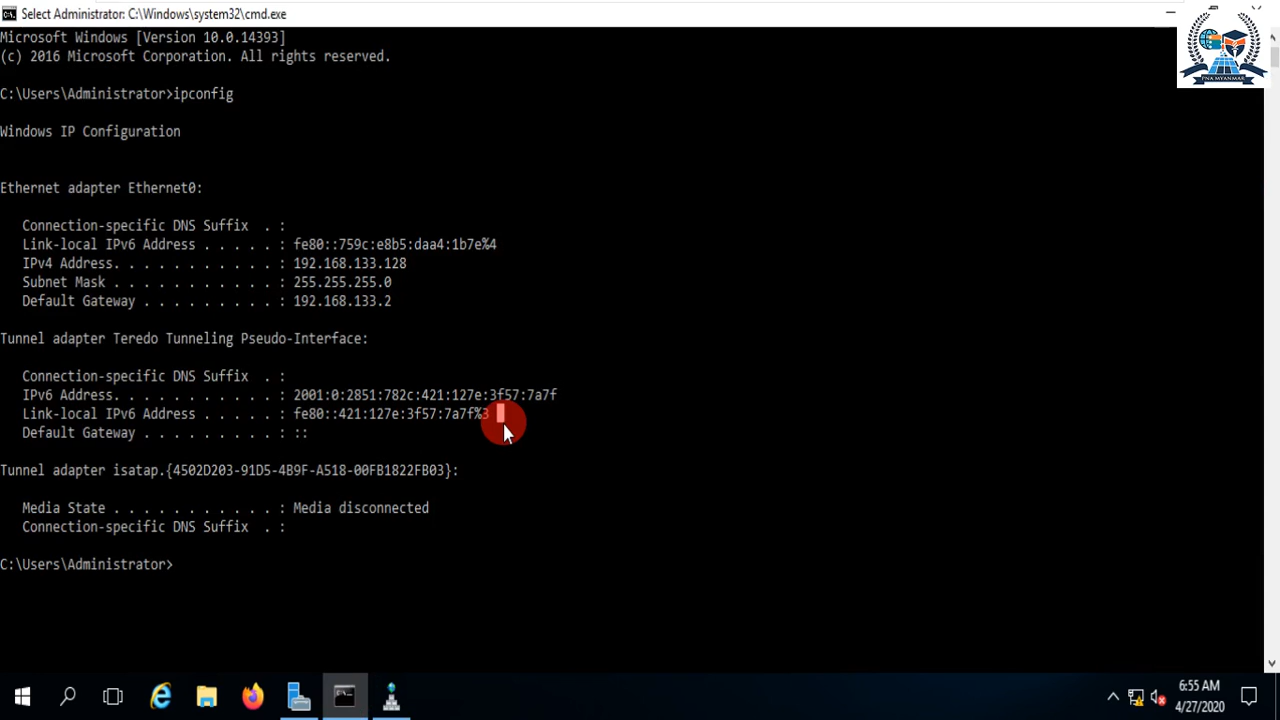 Select Administrator: C:\Windows\system32\cmd.exe
Microsoft Windows [Version 10.0.14393]
(c) 2016 Microsoft Corporation. All rights reserved.
C:\Users\Administrator>ipconfig
Windows IP Configuration
Ethernet adapter Ethernet0:
Connection-specific DNS Suffix . :
Link-local IPv6 Address . . . . . : fe80::759c:e8b5:daa4:1b7e%4
IPv4 Address. . . . . . . . . . . : 192.168.133.128
Subnet Mask . . . . . . . . . . . : 255.255.255.0
Default Gateway . . . . . . . . . : 192.168.133.2
Tunnel adapter Teredo Tunneling Pseudo-Interface:
Connection-specific DNS Suffix . :
IPv6 Address. . . . . . . . . . . : 2001:0:2851:782c:421:127e:3f57:7a7f
Link-local IPv6 Address . . . . . : fe80::421:127e:3f57:7a7f%3
Default Gateway . . . . . . . . . : ::
Tunnel adapter isatap.{4502D203-91D5-4B9F-A518-00FB1822FB03}:
Media State . . . . . . . . . . . : Media disconnected
Connection-specific DNS Suffix . :
C:\Users\Administrator>
PNA MYANMAR
6:55 AM
4/27/2020